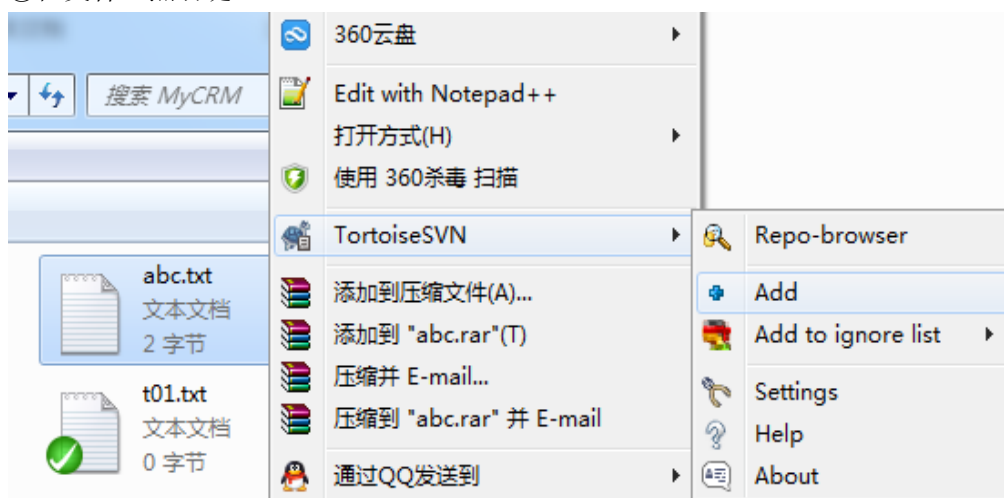 360云盘
搜索 MyCRM
Edit with Notepad++
打开方式(H)
使用 360杀毒 扫描
TortoiseSVN
Repo-browser
abc.txt
文本文档
2 字节
添加到压缩文件(A)...
Add
添加到 "abc.rar"(T)
Add to ignore list
压缩并 E-mail...
t01.txt
文本文档
0 字节
Settings
压缩到 "abc.rar" 并 E-mail
Help
通过QQ发送到
About